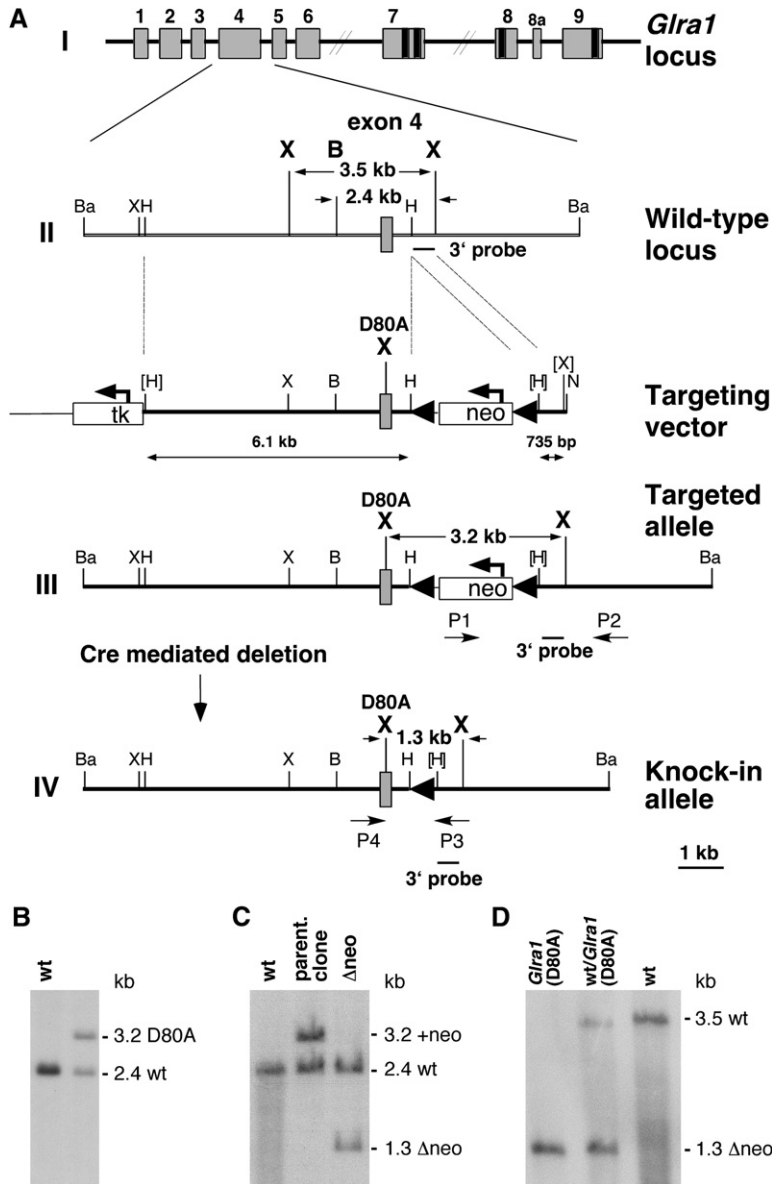 A
1 2 3 4 5 6 7 8 8a 9
I
Glra1
locus
exon 4
X B X
3.5 kb
2.4 kb
Ba XH H Ba
II
Wild-type
locus
3' probe
D80A
X
[H] X B H [H] [X] N
tk neo
Targeting
vector
6.1 kb 735 bp
Targeted
allele
D80A
X X
3.2 kb
Ba XH X B H [H] Ba
III
neo
P1 P2
3' probe
Cre mediated deletion
D80A
X X
1.3 kb
Ba XH X B H [H] Ba
IV
Knock-in
allele
P4 P3
3' probe
1 kb
B
wt
kb
- 3.2 D80A
- 2.4 wt
- 1.3 Δneo
C
wt
parent.
clone
Δneo
kb
- 3.2 +neo
- 2.4 wt
- 1.3 Δneo
D
Glra1
(D80A)
wt/Glra1
(D80A)
wt
kb
- 3.5 wt
- 1.3 Δneo